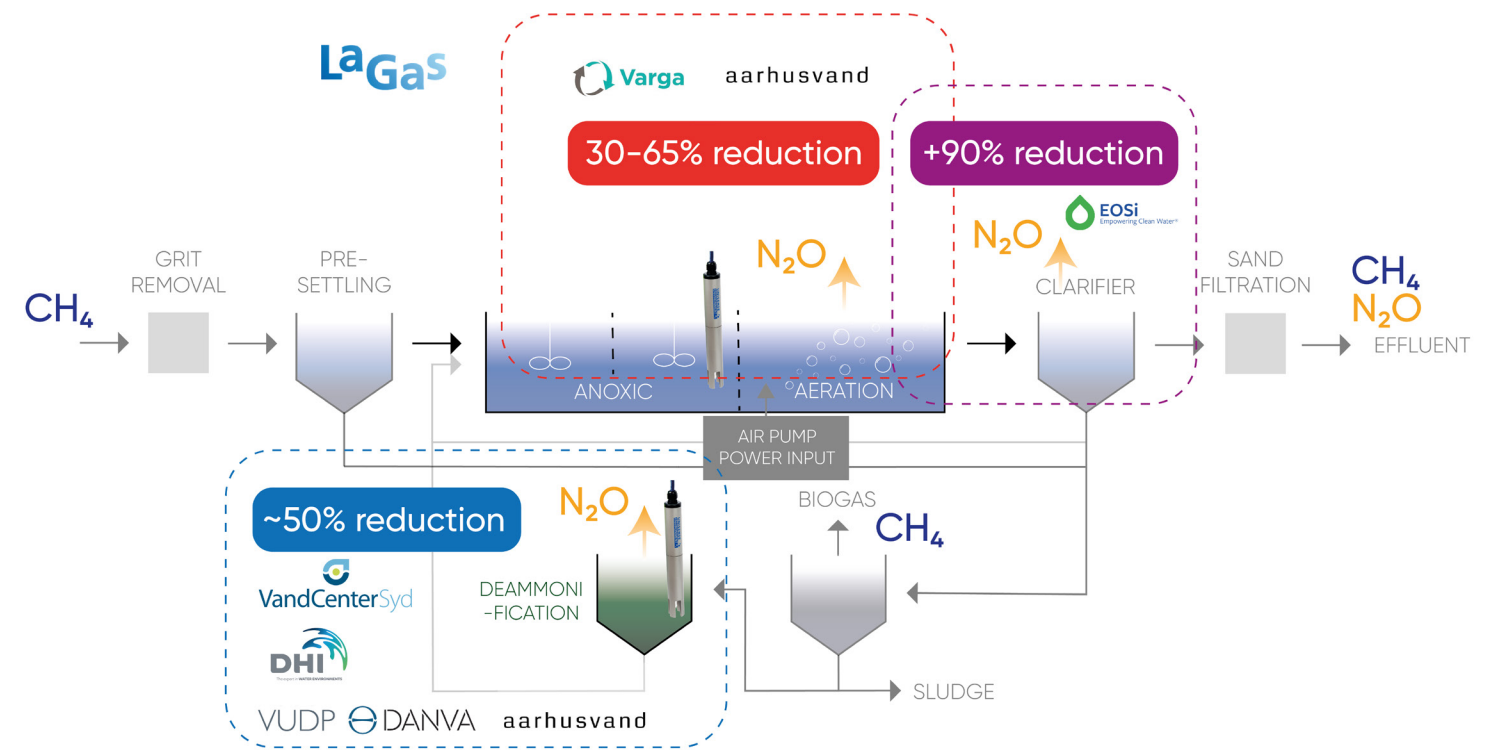 LaGas
Varga
aarhusvand
30-65% reduction
+90% reduction
EOSi
Empowering Clean Water®
N₂O
N₂O
GRIT
REMOVAL
PRE-
SETTLING
CLARIFIER
SAND
FILTRATION
CH₄
CH₄
N₂O
EFFLUENT
ANOXIC
AERATION
AIR PUMP
POWER INPUT
~50% reduction
N₂O
BIOGAS
CH₄
VandCenterSyd
DEAMMONI
-FICATION
DHI
SLUDGE
VUDP
DANVA
aarhusvand